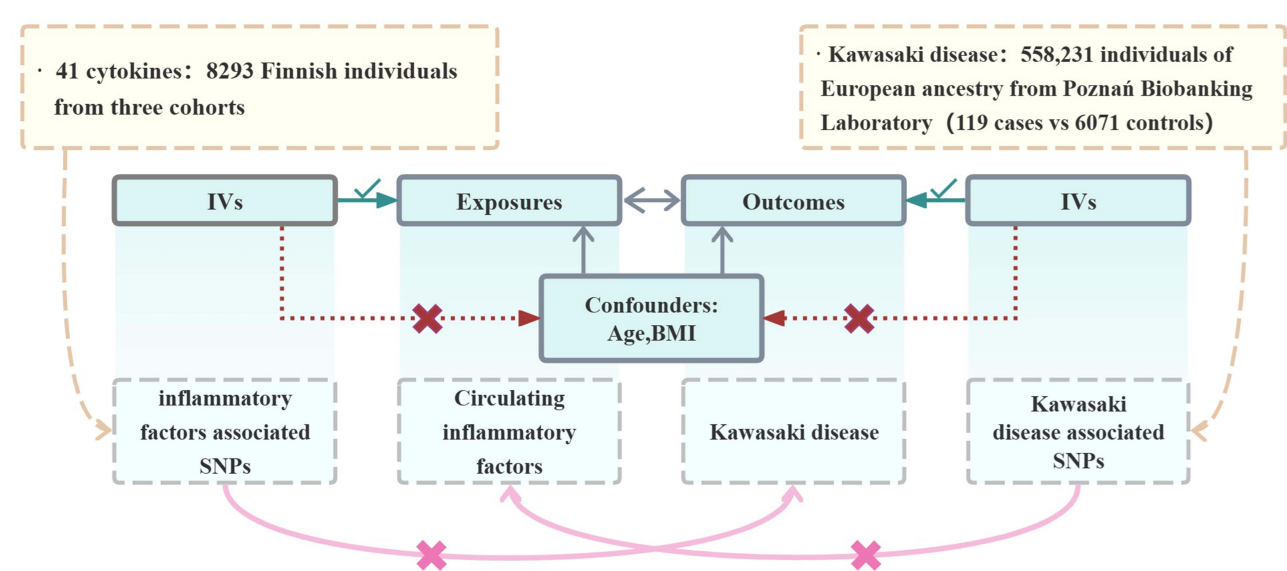 · 41 cytokines：8293 Finnish individuals
from three cohorts
· Kawasaki disease：558,231 individuals of
European ancestry from Poznań Biobanking
Laboratory（119 cases vs 6071 controls）
IVs
Exposures
Outcomes
IVs
Confounders:
Age,BMI
inflammatory
factors associated
SNPs
Circulating
inflammatory
factors
Kawasaki disease
Kawasaki
disease associated
SNPs